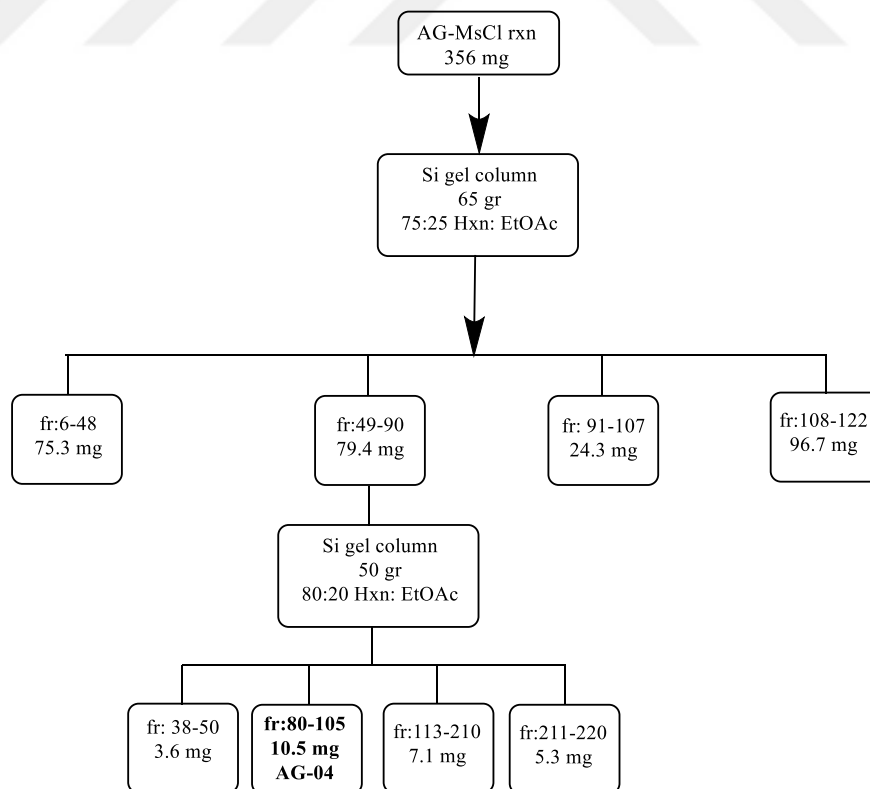 AG-MsCl rxn
356 mg
Si gel column
65 gr
75:25 Hxn: EtOAc
fr:6-48
75.3 mg
fr:49-90
79.4 mg
fr: 91-107
24.3 mg
fr:108-122
96.7 mg
Si gel column
50 gr
80:20 Hxn: EtOAc
fr: 38-50
3.6 mg
fr:80-105
10.5 mg
AG-04
fr:113-210
7.1 mg
fr:211-220
5.3 mg